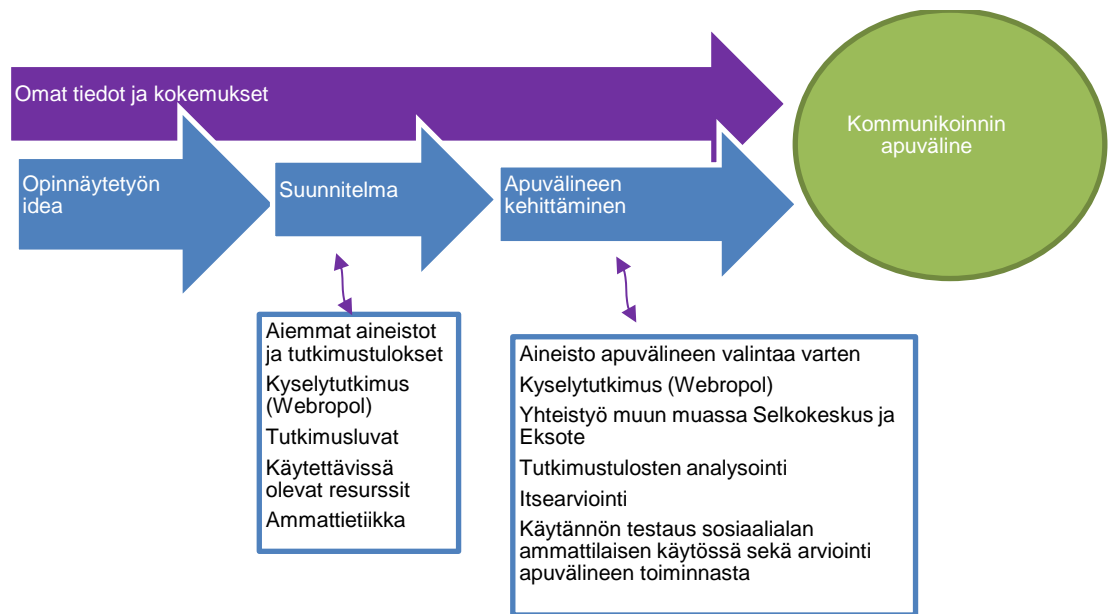 Omat tiedot ja kokemukset
Kommunikoinnin
apuväline
Opinnäytetyön
idea
Suunnitelma
Apuvälineen
kehittäminen
Aiemmat aineistot
ja tutkimustulokset
Kyselytutkimus
(Webropol)
Tutkimusluvat
Käytettävissä
olevat resurssit
Ammattietiikka
Aineisto apuvälineen valintaa varten
Kyselytutkimus (Webropol)
Yhteistyö muun muassa Selkokeskus ja
Eksote
Tutkimustulosten analysointi
Itsearviointi
Käytännön testaus sosiaalialan
ammattilaisen käytössä sekä arviointi
apuvälineen toiminnasta